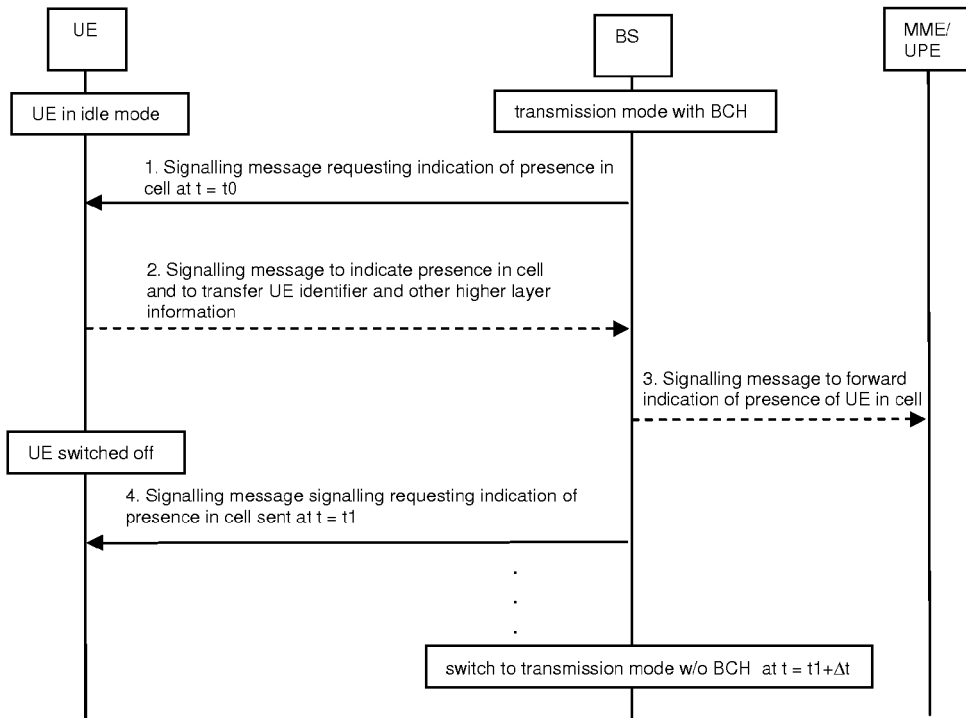 UE
BS
MME/
UPE
UE in idle mode
transmission mode with BCH
1. Signalling message requesting indication of presence in
cell at t = t0
2. Signalling message to indicate presence in cell
and to transfer UE identifier and other higher layer
information
3. Signalling message to forward
indication of presence of UE in cell
UE switched off
4. Signalling message signalling requesting indication of
presence in cell sent at t = t1
switch to transmission mode w/o BCH at t = t1+Δt